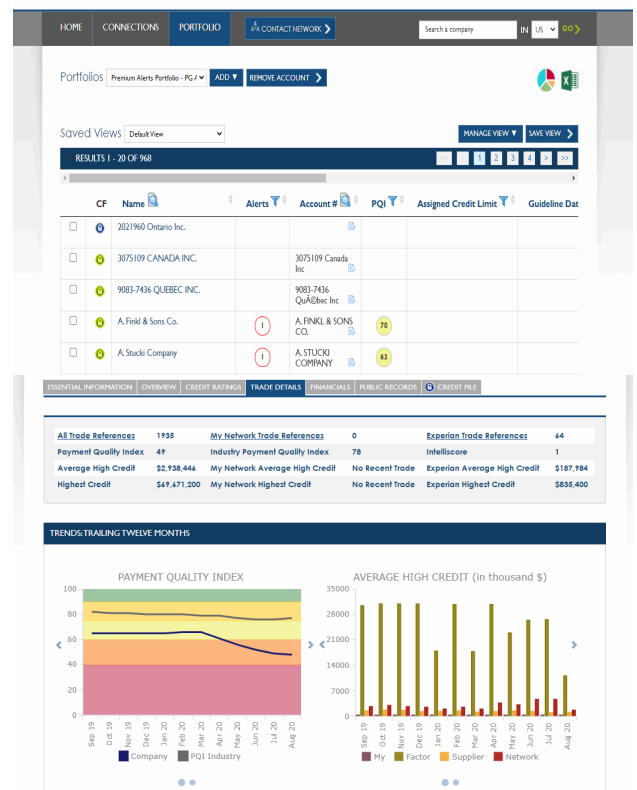 HOME CONNECTIONS PORTFOLIO CONTACT NETWORK Search a company IN US GO
Portfolios Premium Alerts Portfolio - PG / ADD REMOVE ACCOUNT
Saved Views Default View MANAGE VIEW SAVE VIEW
RESULTS 1 - 20 OF 968 << < 1 2 3 4 > >>
CF Name Alerts Account # PQI Assigned Credit Limit Guideline Dat
2021960 Ontario Inc.
3075109 CANADA INC. 3075109 Canada
Inc
9083-7436 QUEBEC INC. 9083-7436
QuÃ©bec Inc
A. Finkl & Sons Co. 1 A. FINKL & SONS
CO. 70
A. Stucki Company 1 A. STUCKI
COMPANY 63
ESSENTIAL INFORMATION OVERVIEW CREDIT RATINGS TRADE DETAILS FINANCIALS PUBLIC RECORDS CREDIT FILE
All Trade References 1935 My Network Trade References 0 Experian Trade References 64
Payment Quality Index 49 Industry Payment Quality Index 78 Intelliscore 1
Average High Credit $2,938,446 My Network Average High Credit No Recent Trade Experian Average High Credit $187,984
Highest Credit $69,671,200 My Network Highest Credit No Recent Trade Experian Highest Credit $835,400
TRENDS: TRAILING TWELVE MONTHS
PAYMENT QUALITY INDEX
100
80
60
40
20
0
Sep 19 Oct 19 Nov 19 Dec 19 Jan 20 Feb 20 Mar 20 Apr 20 May 20 Jun 20 Jul 20 Aug 20
Company PQI Industry
AVERAGE HIGH CREDIT (in thousand $)
35000
28000
21000
14000
7000
0
Sep 19 Oct 19 Nov 19 Dec 19 Jan 20 Feb 20 Mar 20 Apr 20 May 20 Jun 20 Jul 20 Aug 20
My Factor Supplier Network